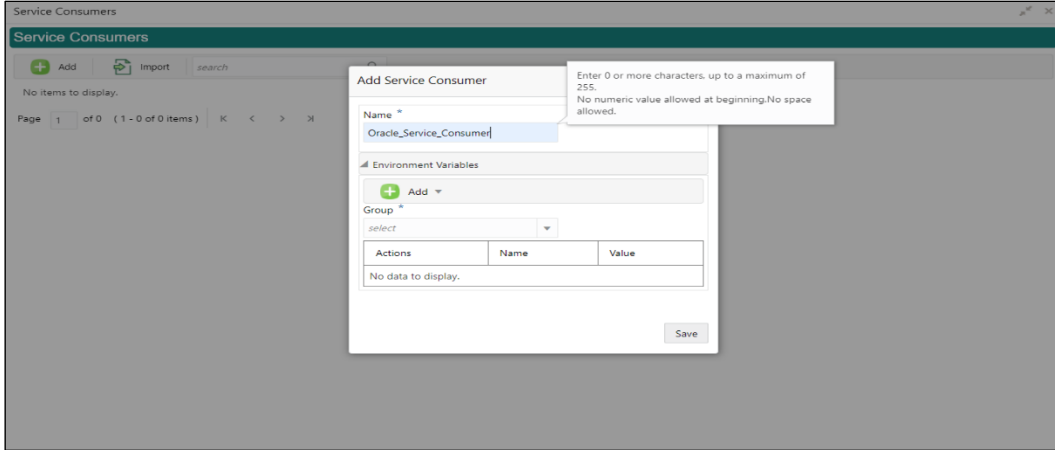 Service Consumers
Service Consumers
Add
Import
search
No items to display.
Page 1 of 0 (1 - 0 of 0 items)
Add Service Consumer
Enter 0 or more characters, up to a maximum of
255.
No numeric value allowed at beginning.No space
allowed.
Name *
Oracle_Service_Consumer
Environment Variables
Add
Group *
select
Actions Name Value
No data to display.
Save